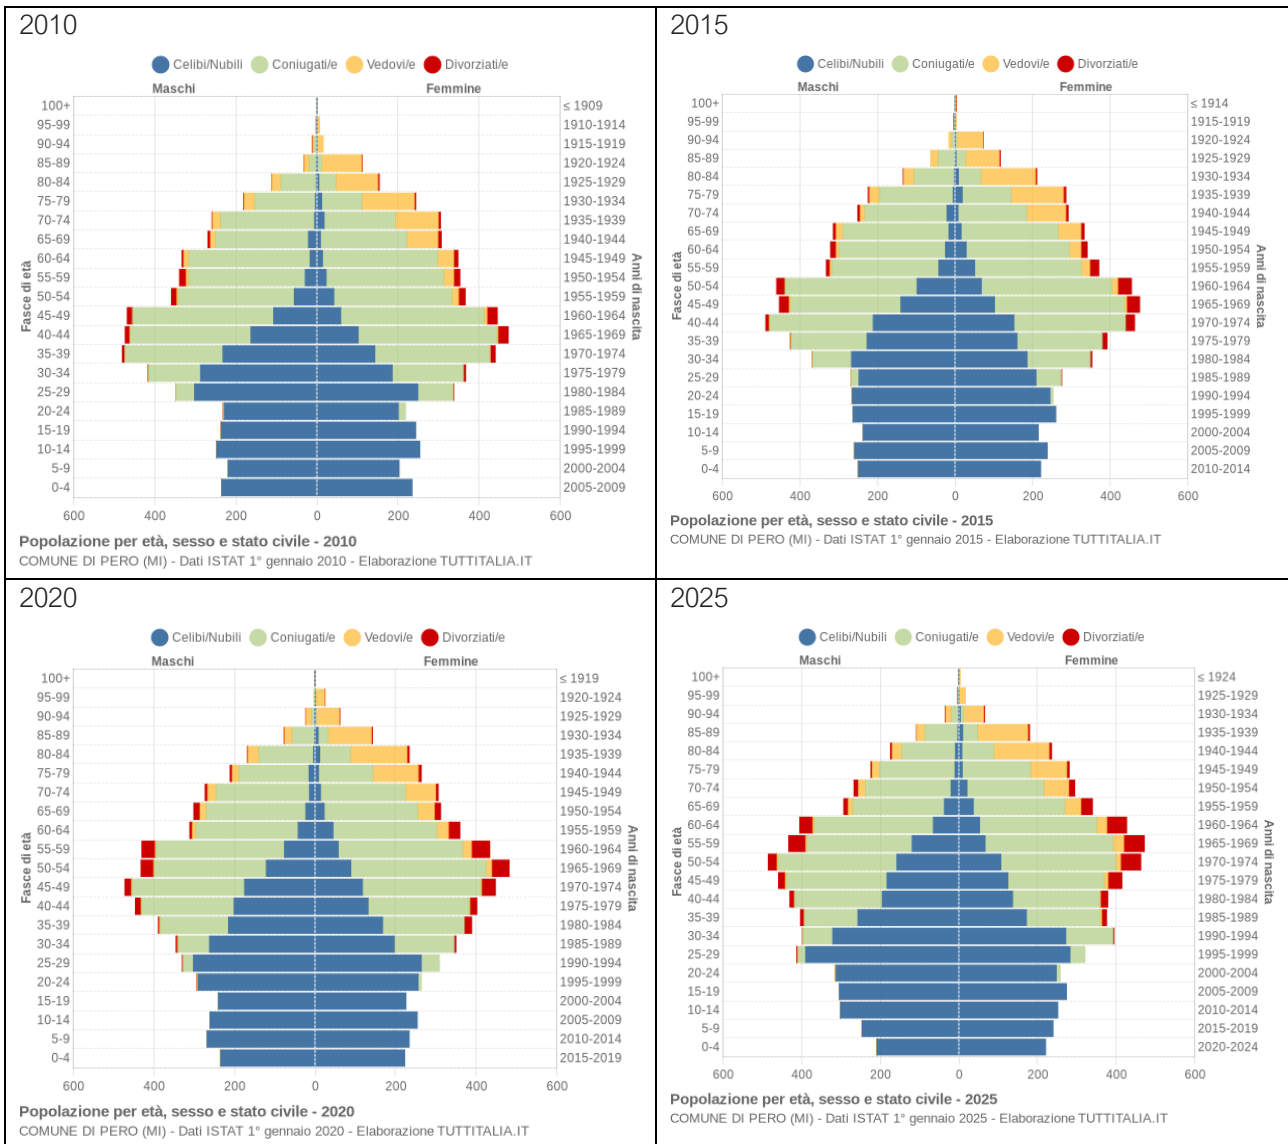 2010
Celibi/Nubili Coniugati/e Vedovi/e Divorziati/e
Maschi Femmine
Fasce di età
Anni di nascita
100+ ≤ 1909
95-99 1910-1914
90-94 1915-1919
85-89 1920-1924
80-84 1925-1929
75-79 1930-1934
70-74 1935-1939
65-69 1940-1944
60-64 1945-1949
55-59 1950-1954
50-54 1955-1959
45-49 1960-1964
40-44 1965-1969
35-39 1970-1974
30-34 1975-1979
25-29 1980-1984
20-24 1985-1989
15-19 1990-1994
10-14 1995-1999
5-9 2000-2004
0-4 2005-2009
600 400 200 0 200 400 600
Popolazione per età, sesso e stato civile - 2010
COMUNE DI PERO (MI) - Dati ISTAT 1° gennaio 2010 - Elaborazione TUTTITALIA.IT
2015
Celibi/Nubili Coniugati/e Vedovi/e Divorziati/e
Maschi Femmine
Fasce di età
Anni di nascita
100+ ≤ 1914
95-99 1915-1919
90-94 1920-1924
85-89 1925-1929
80-84 1930-1934
75-79 1935-1939
70-74 1940-1944
65-69 1945-1949
60-64 1950-1954
55-59 1955-1959
50-54 1960-1964
45-49 1965-1969
40-44 1970-1974
35-39 1975-1979
30-34 1980-1984
25-29 1985-1989
20-24 1990-1994
15-19 1995-1999
10-14 2000-2004
5-9 2005-2009
0-4 2010-2014
600 400 200 0 200 400 600
Popolazione per età, sesso e stato civile - 2015
COMUNE DI PERO (MI) - Dati ISTAT 1° gennaio 2015 - Elaborazione TUTTITALIA.IT
2020
Celibi/Nubili Coniugati/e Vedovi/e Divorziati/e
Maschi Femmine
Fasce di età
Anni di nascita
100+ ≤ 1919
95-99 1920-1924
90-94 1925-1929
85-89 1930-1934
80-84 1935-1939
75-79 1940-1944
70-74 1945-1949
65-69 1950-1954
60-64 1955-1959
55-59 1960-1964
50-54 1965-1969
45-49 1970-1974
40-44 1975-1979
35-39 1980-1984
30-34 1985-1989
25-29 1990-1994
20-24 1995-1999
15-19 2000-2004
10-14 2005-2009
5-9 2010-2014
0-4 2015-2019
600 400 200 0 200 400 600
Popolazione per età, sesso e stato civile - 2020
COMUNE DI PERO (MI) - Dati ISTAT 1° gennaio 2020 - Elaborazione TUTTITALIA.IT
2025
Celibi/Nubili Coniugati/e Vedovi/e Divorziati/e
Maschi Femmine
Fasce di età
Anni di nascita
100+ ≤ 1924
95-99 1925-1929
90-94 1930-1934
85-89 1935-1939
80-84 1940-1944
75-79 1945-1949
70-74 1950-1954
65-69 1955-1959
60-64 1960-1964
55-59 1965-1969
50-54 1970-1974
45-49 1975-1979
40-44 1980-1984
35-39 1985-1989
30-34 1990-1994
25-29 1995-1999
20-24 2000-2004
15-19 2005-2009
10-14 2010-2014
5-9 2015-2019
0-4 2020-2024
600 400 200 0 200 400 600
Popolazione per età, sesso e stato civile - 2025
COMUNE DI PERO (MI) - Dati ISTAT 1° gennaio 2025 - Elaborazione TUTTITALIA.IT